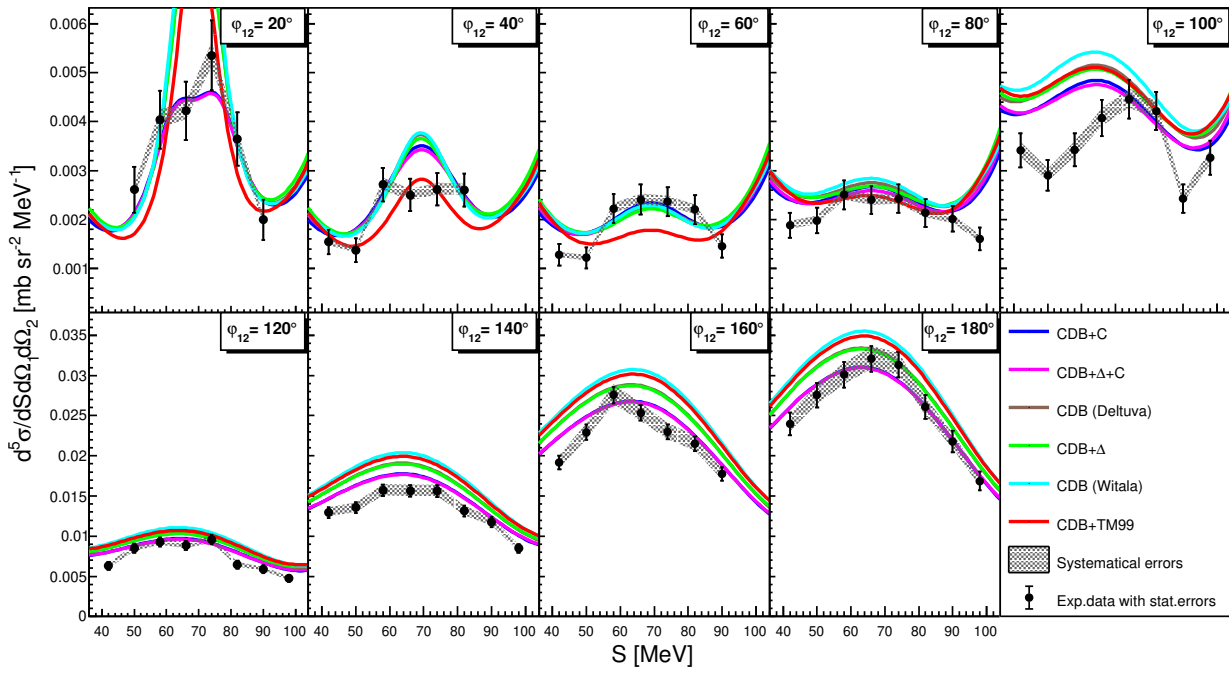 φ12= 20°
φ12= 40°
φ12= 60°
φ12= 80°
φ12= 100°
0.006
0.005
0.004
0.003
0.002
0.001
d⁵σ/dSdΩ1dΩ2 [mb sr⁻² MeV⁻¹]
φ12= 120°
φ12= 140°
φ12= 160°
φ12= 180°
0.035
0.03
0.025
0.02
0.015
0.01
0.005
0
CDB+C
CDB+Δ+C
CDB (Deltuva)
CDB+Δ
CDB (Witala)
CDB+TM99
Systematical errors
Exp.data with stat.errors
40 50 60 70 80 90 100 40 50 60 70 80 90 100 40 50 60 70 80 90 100 40 50 60 70 80 90 100
S [MeV]